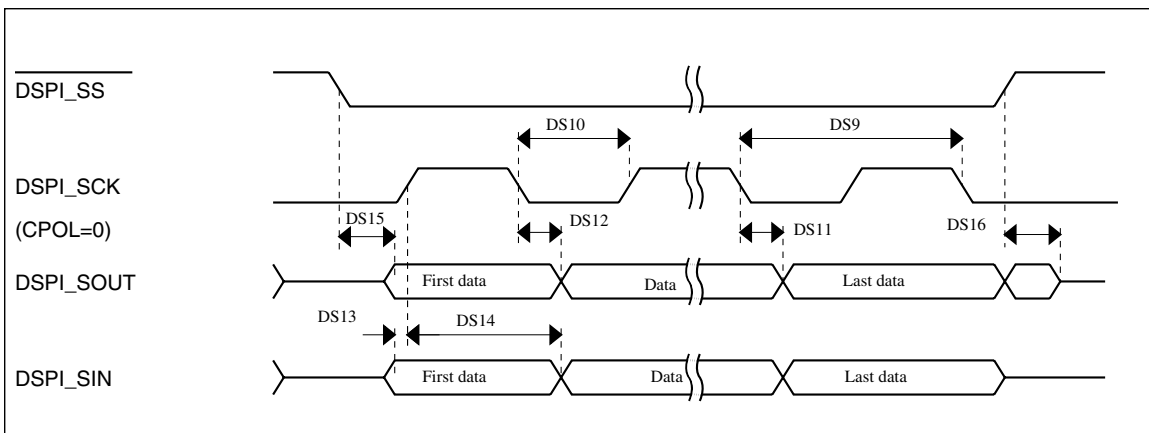 DSPI_SS
DS10
DS9
DSPI_SCK
(CPOL=0)
DS15
DS12
DS11
DS16
DSPI_SOUT
First data
Data
Last data
DS13
DS14
DSPI_SIN
First data
Data
Last data